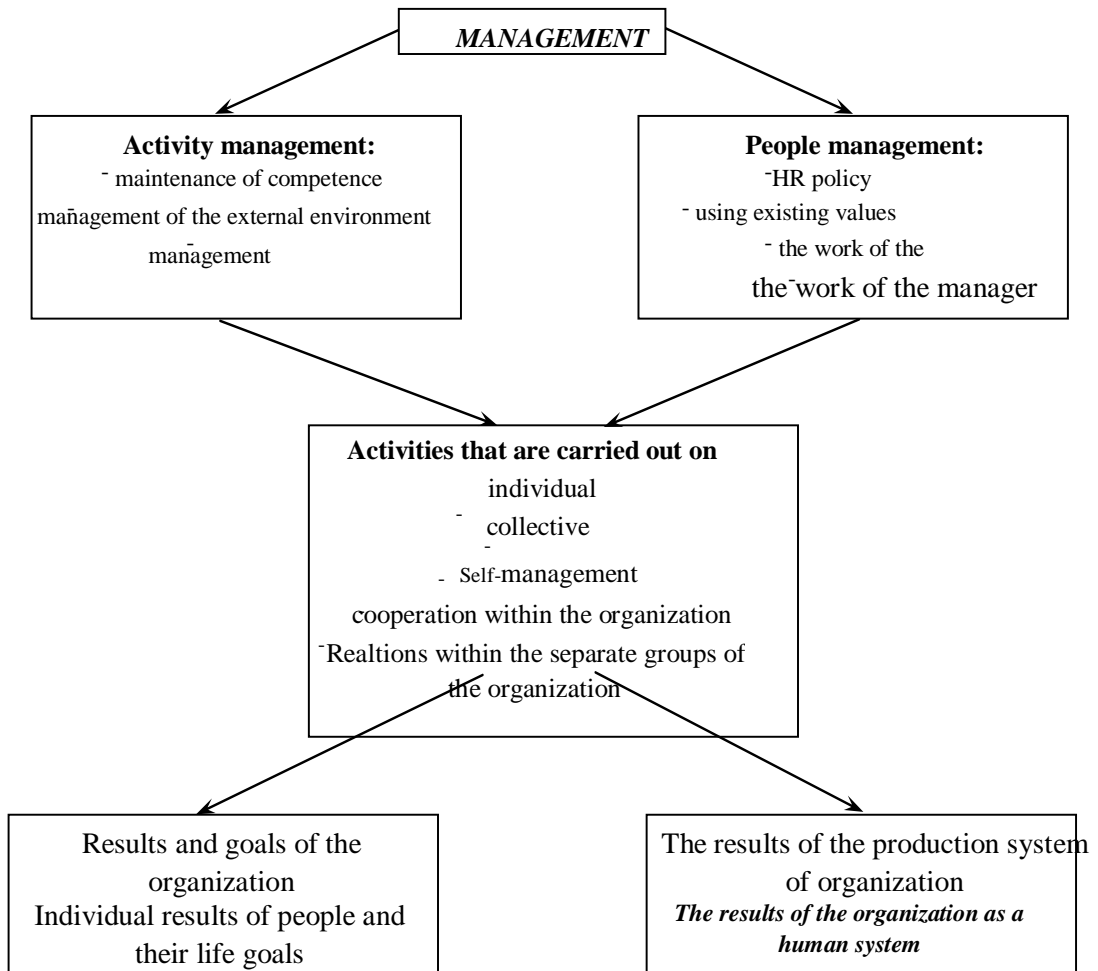 MANAGEMENT
Activity management:
- maintenance of competence
management of the external environment
-
management
-
People management:
-HR policy
- using existing values
- the work of the
the-work of the manager
Activities that are carried out on
individual
-
collective
-
- Self-management
cooperation within the organization
-Realtions within the separate groups of
the organization
Results and goals of the
organization
Individual results of people and
their life goals
The results of the production system
of organization
The results of the organization as a
human system